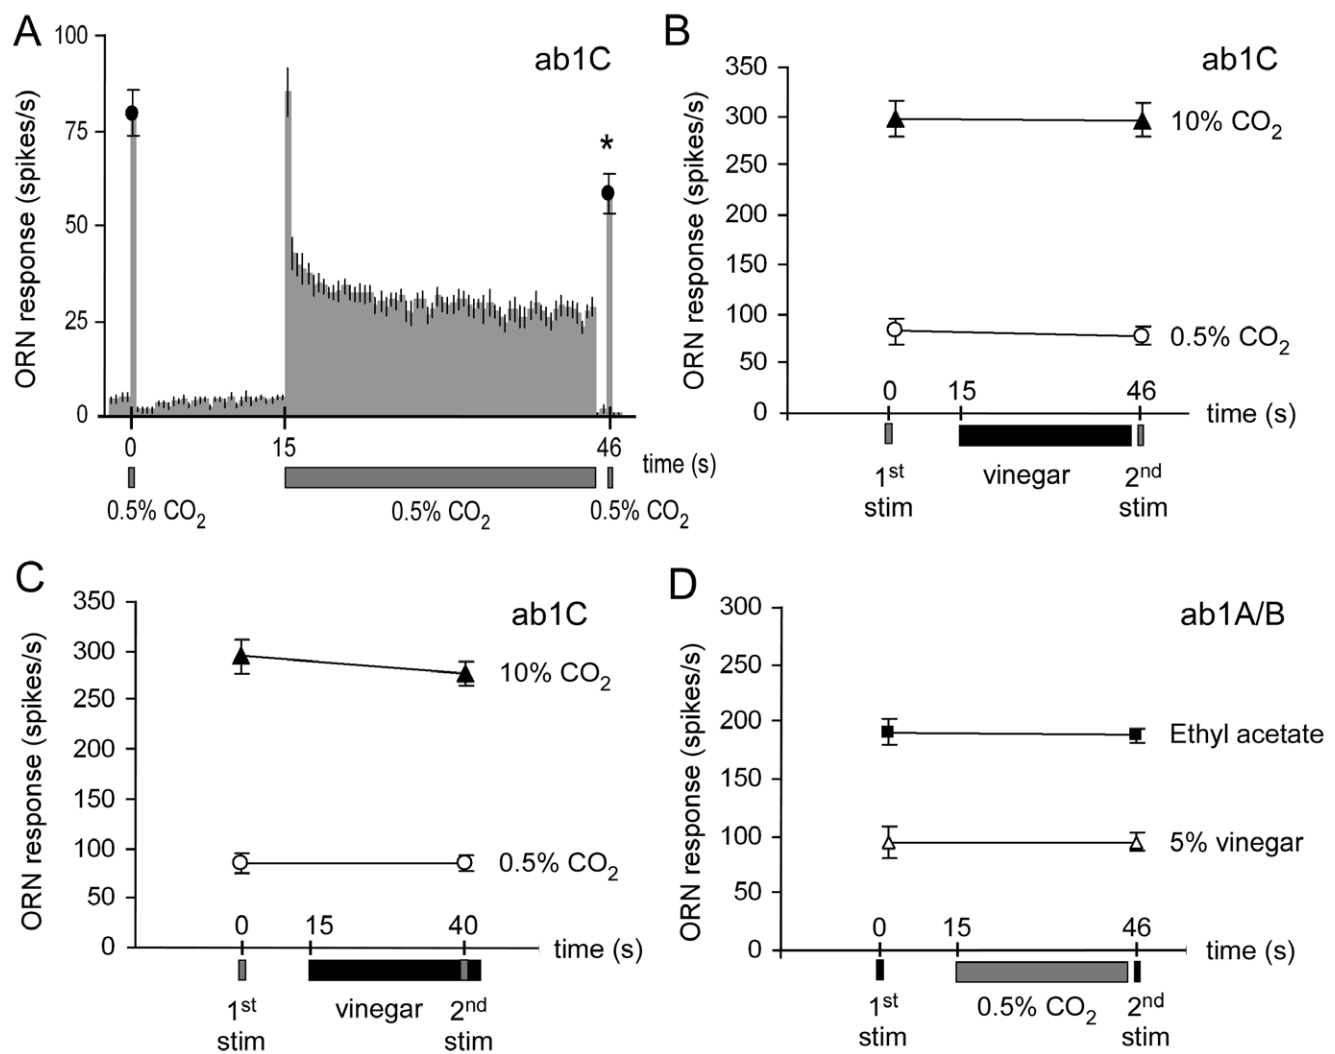 A
ab1C
ORN response (spikes/s)
100
75
50
25
0
*
0
15
46
time (s)
0.5% CO2
0.5% CO2
0.5% CO2
B
ab1C
ORN response (spikes/s)
350
300
250
200
150
100
50
0
10% CO2
0.5% CO2
0
15
46
time (s)
1st
stim
vinegar
2nd
stim
C
ab1C
ORN response (spikes/s)
350
300
250
200
150
100
50
0
10% CO2
0.5% CO2
0
15
40
time (s)
1st
stim
vinegar
2nd
stim
D
ab1A/B
ORN response (spikes/s)
300
250
200
150
100
50
0
Ethyl acetate
5% vinegar
0
15
46
time (s)
1st
stim
0.5% CO2
2nd
stim